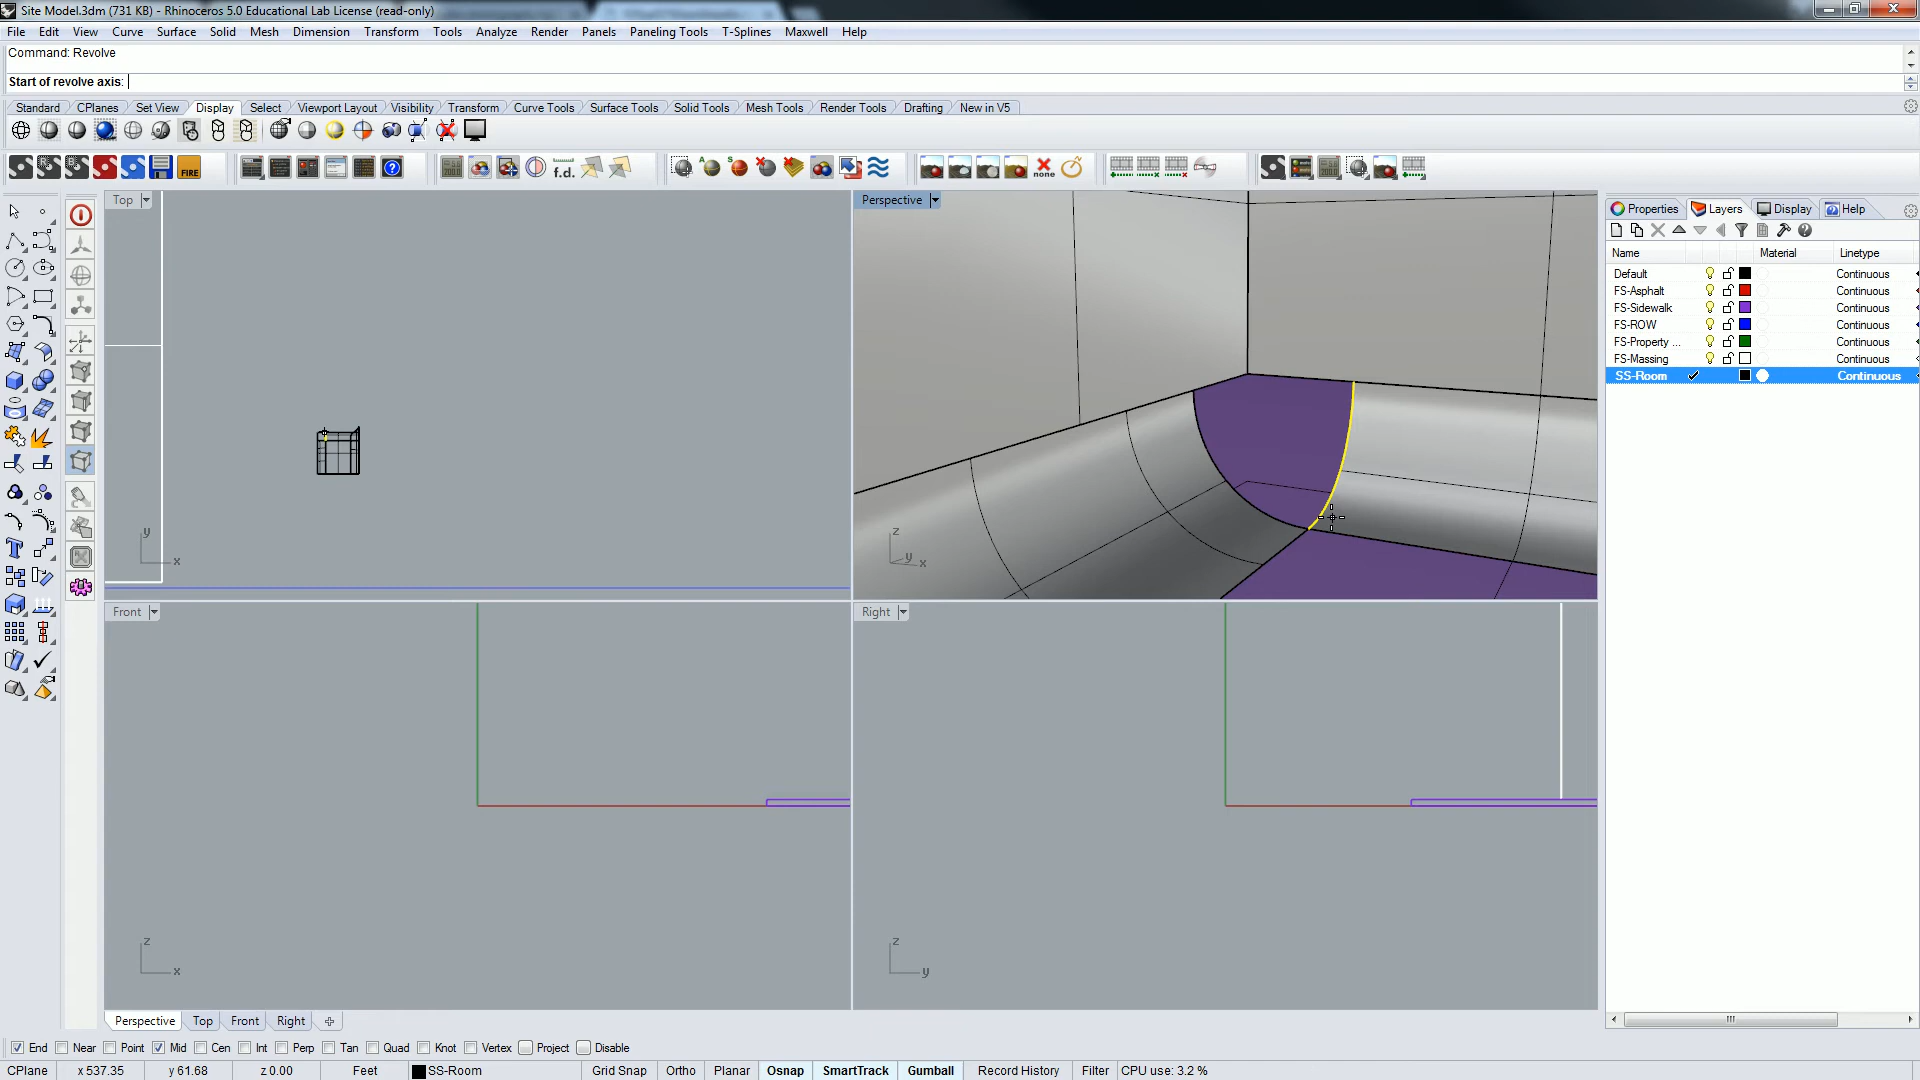 Site Model.3dm (731 KB) - Rhinoceros 5.0 Educational Lab License (read-only)
File Edit View Curve Surface Solid Mesh Dimension Transform Tools Analyze Render Panels Paneling Tools T-Splines Maxwell Help
Command: Revolve
Start of revolve axis:
Standard CPlanes Set View Display Select Viewport Layout Visibility Transform Curve Tools Surface Tools Solid Tools Mesh Tools Render Tools Drafting New in V5
FIRE f.d. none
Top
Perspective
Properties Layers Display Help
Name Material Linetype
Default Continuous
FS-Asphalt Continuous
FS-Sidewalk Continuous
FS-ROW Continuous
FS-Property ... Continuous
FS-Massing Continuous
SS-Room Continuous
y
x
z
y
x
Front
Right
z
x
z
y
Perspective Top Front Right
End Near Point Mid Cen Int Perp Tan Quad Knot Vertex Project Disable
CPlane x 537.35 y 61.68 z 0.00 Feet SS-Room Grid Snap Ortho Planar Osnap SmartTrack Gumball Record History Filter CPU use: 3.2 %